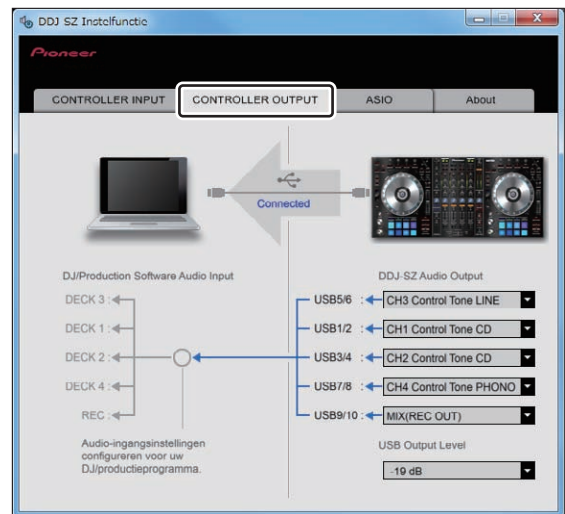 DDJ SZ Instelfunctie
Pioneer
CONTROLLER INPUT
CONTROLLER OUTPUT
ASIO
About
Connected
DJ/Production Software Audio Input
DDJ-SZ Audio Output
DECK 3 :
USB5/6 : CH3 Control Tone LINE
DECK 1 :
USB1/2 : CH1 Control Tone CD
DECK 2 :
USB3/4 : CH2 Control Tone CD
DECK 4 :
USB7/8 : CH4 Control Tone PHONO
REC :
USB9/10 : MIX(REC OUT)
Audio-ingangsinstellingen
configureren voor uw
DJ/productieprogramma.
USB Output Level
-19 dB